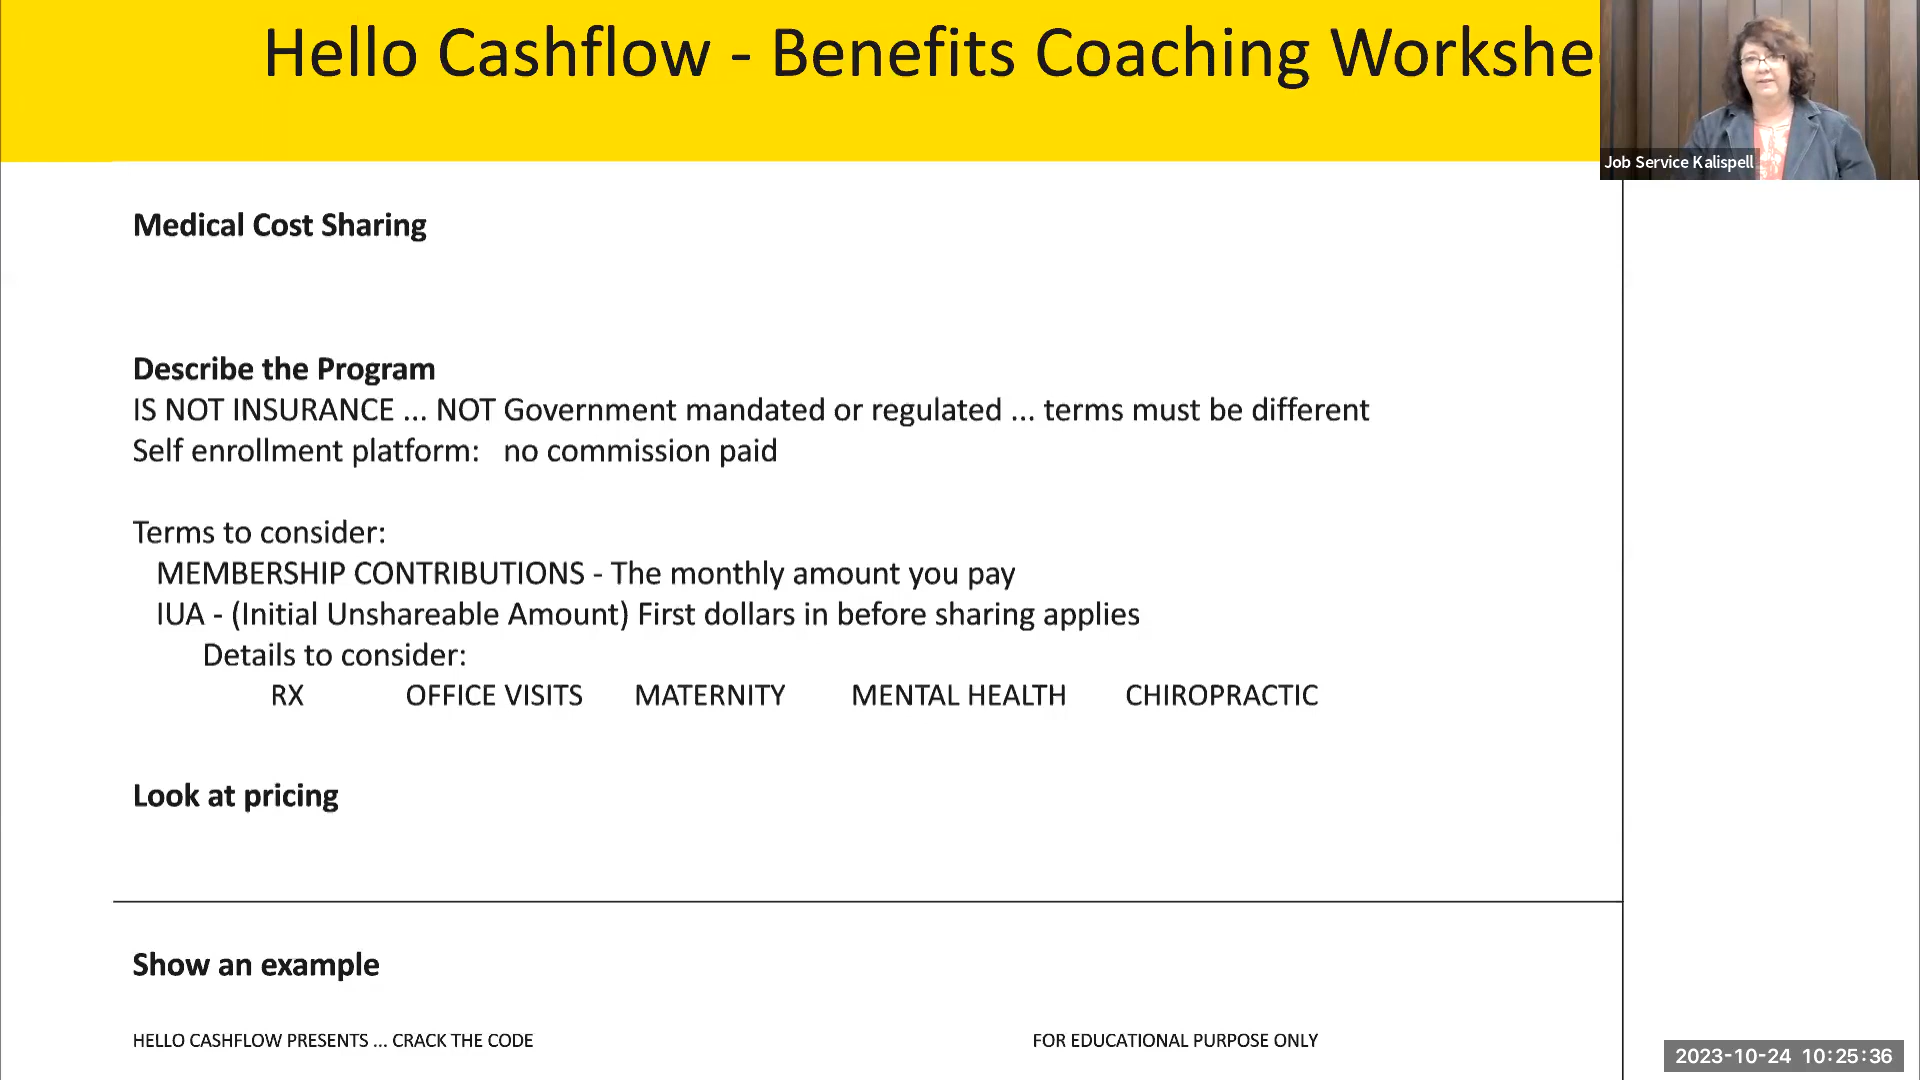 Hello Cashflow - Benefits Coaching Workshe
Job Service Kalispell
Medical Cost Sharing
Describe the Program
IS NOT INSURANCE ... NOT Government mandated or regulated ... terms must be different
Self enrollment platform: no commission paid
Terms to consider:
MEMBERSHIP CONTRIBUTIONS - The monthly amount you pay
IUA - (Initial Unshareable Amount) First dollars in before sharing applies
Details to consider:
RX OFFICE VISITS MATERNITY MENTAL HEALTH CHIROPRACTIC
Look at pricing
Show an example
HELLO CASHFLOW PRESENTS ... CRACK THE CODE FOR EDUCATIONAL PURPOSE ONLY
2023-10-24 10:25:36